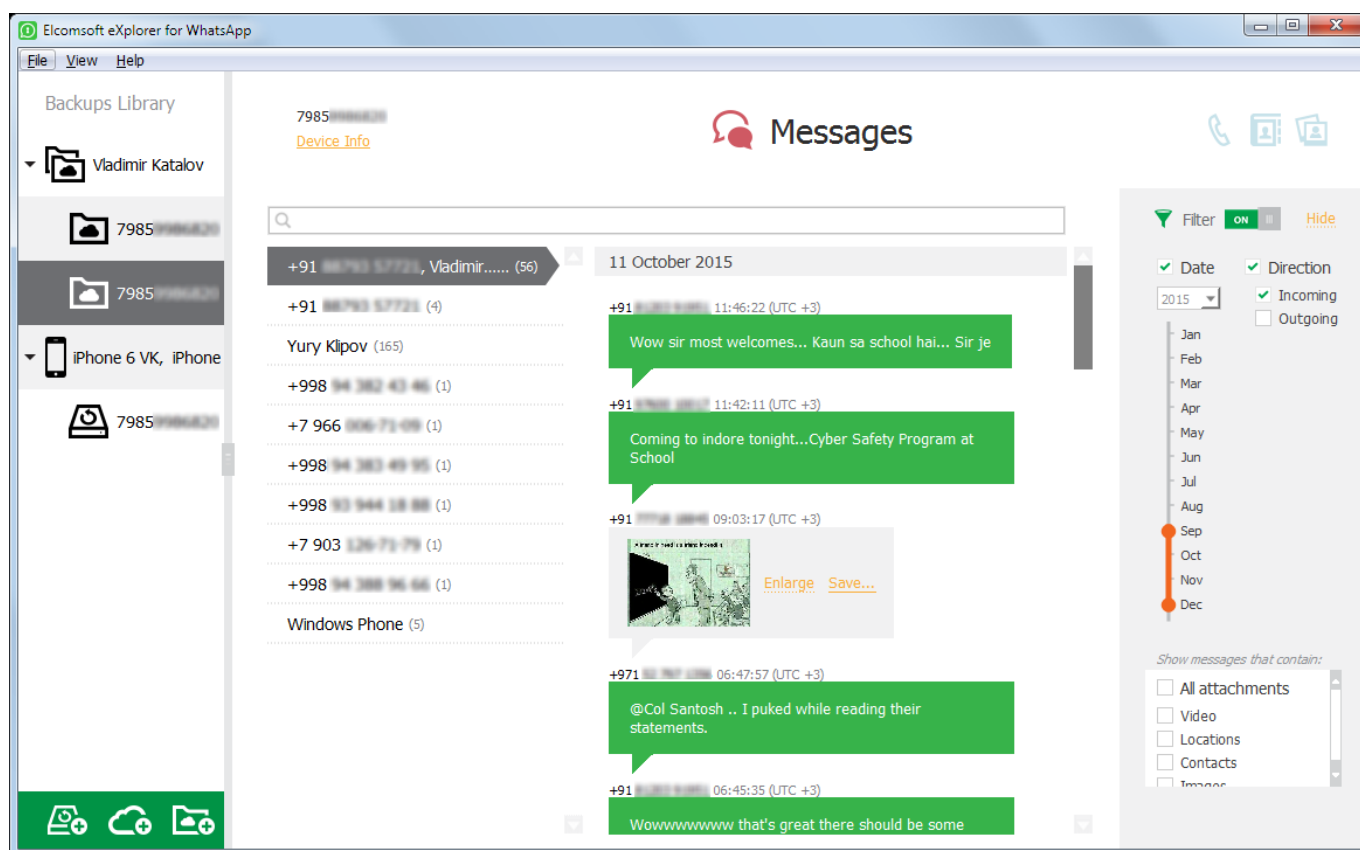 Elcomsoft eXplorer for WhatsApp
File View Help
Backups Library
Vladimir Katalov
7985
7985
iPhone 6 VK, iPhone
7985
7985
Device Info
Messages
+91 , Vladimir...... (56)
+91 (4)
Yury Klipov (165)
+998 (1)
+7 966 (1)
+998 (1)
+998 (1)
+7 903 (1)
+998 (1)
Windows Phone (5)
11 October 2015
+91 11:46:22 (UTC +3)
Wow sir most welcomes... Kaun sa school hai... Sir je
+91 11:42:11 (UTC +3)
Coming to indore tonight...Cyber Safety Program at
School
+91 09:03:17 (UTC +3)
Enlarge Save...
+971 06:47:57 (UTC +3)
@Col Santosh .. I puked while reading their
statements.
+91 06:45:35 (UTC +3)
Wowwwwwwww that's great there should be some
Filter ON Hide
Date Direction
2015 Incoming
Outgoing
Jan
Feb
Mar
Apr
May
Jun
Jul
Aug
Sep
Oct
Nov
Dec
Show messages that contain:
All attachments
Video
Locations
Contacts
Images